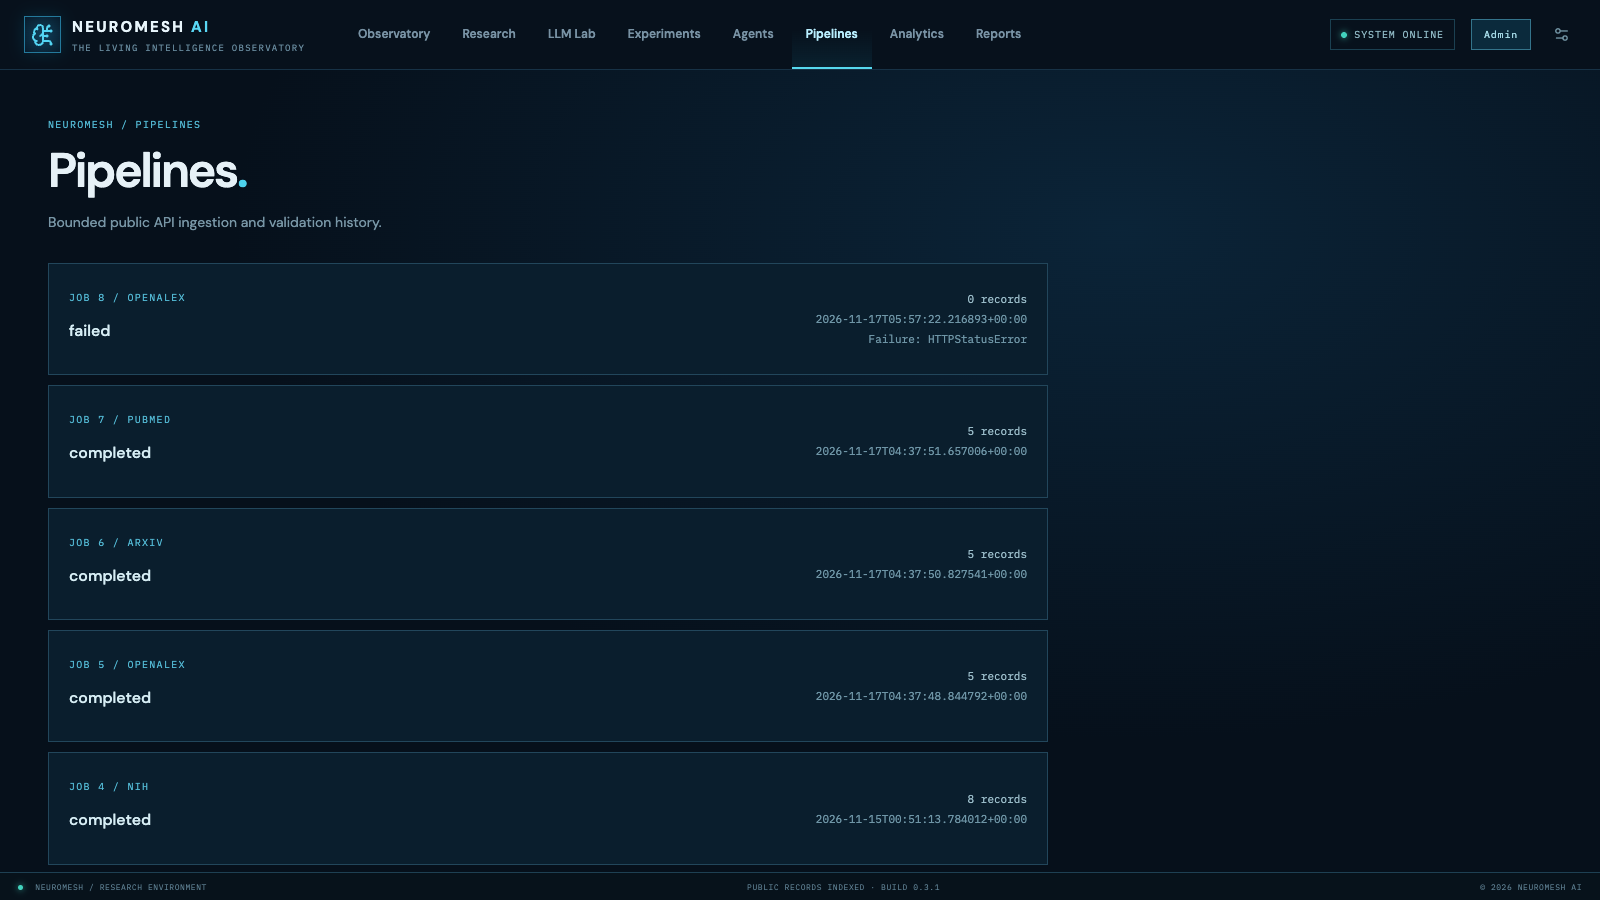 NEUROMESH AI
THE LIVING INTELLIGENCE OBSERVATORY
Observatory
Research
LLM Lab
Experiments
Agents
Pipelines
Analytics
Reports
SYSTEM ONLINE
Admin
NEUROMESH / PIPELINES
Pipelines.
Bounded public API ingestion and validation history.
JOB 8 / OPENALEX
failed
0 records
2026-11-17T05:57:22.216893+00:00
Failure: HTTPStatusError
JOB 7 / PUBMED
completed
5 records
2026-11-17T04:37:51.657006+00:00
JOB 6 / ARXIV
completed
5 records
2026-11-17T04:37:50.827541+00:00
JOB 5 / OPENALEX
completed
5 records
2026-11-17T04:37:48.844792+00:00
JOB 4 / NIH
completed
8 records
2026-11-15T00:51:13.784012+00:00
NEUROMESH / RESEARCH ENVIRONMENT
PUBLIC RECORDS INDEXED · BUILD 0.3.1
© 2026 NEUROMESH AI